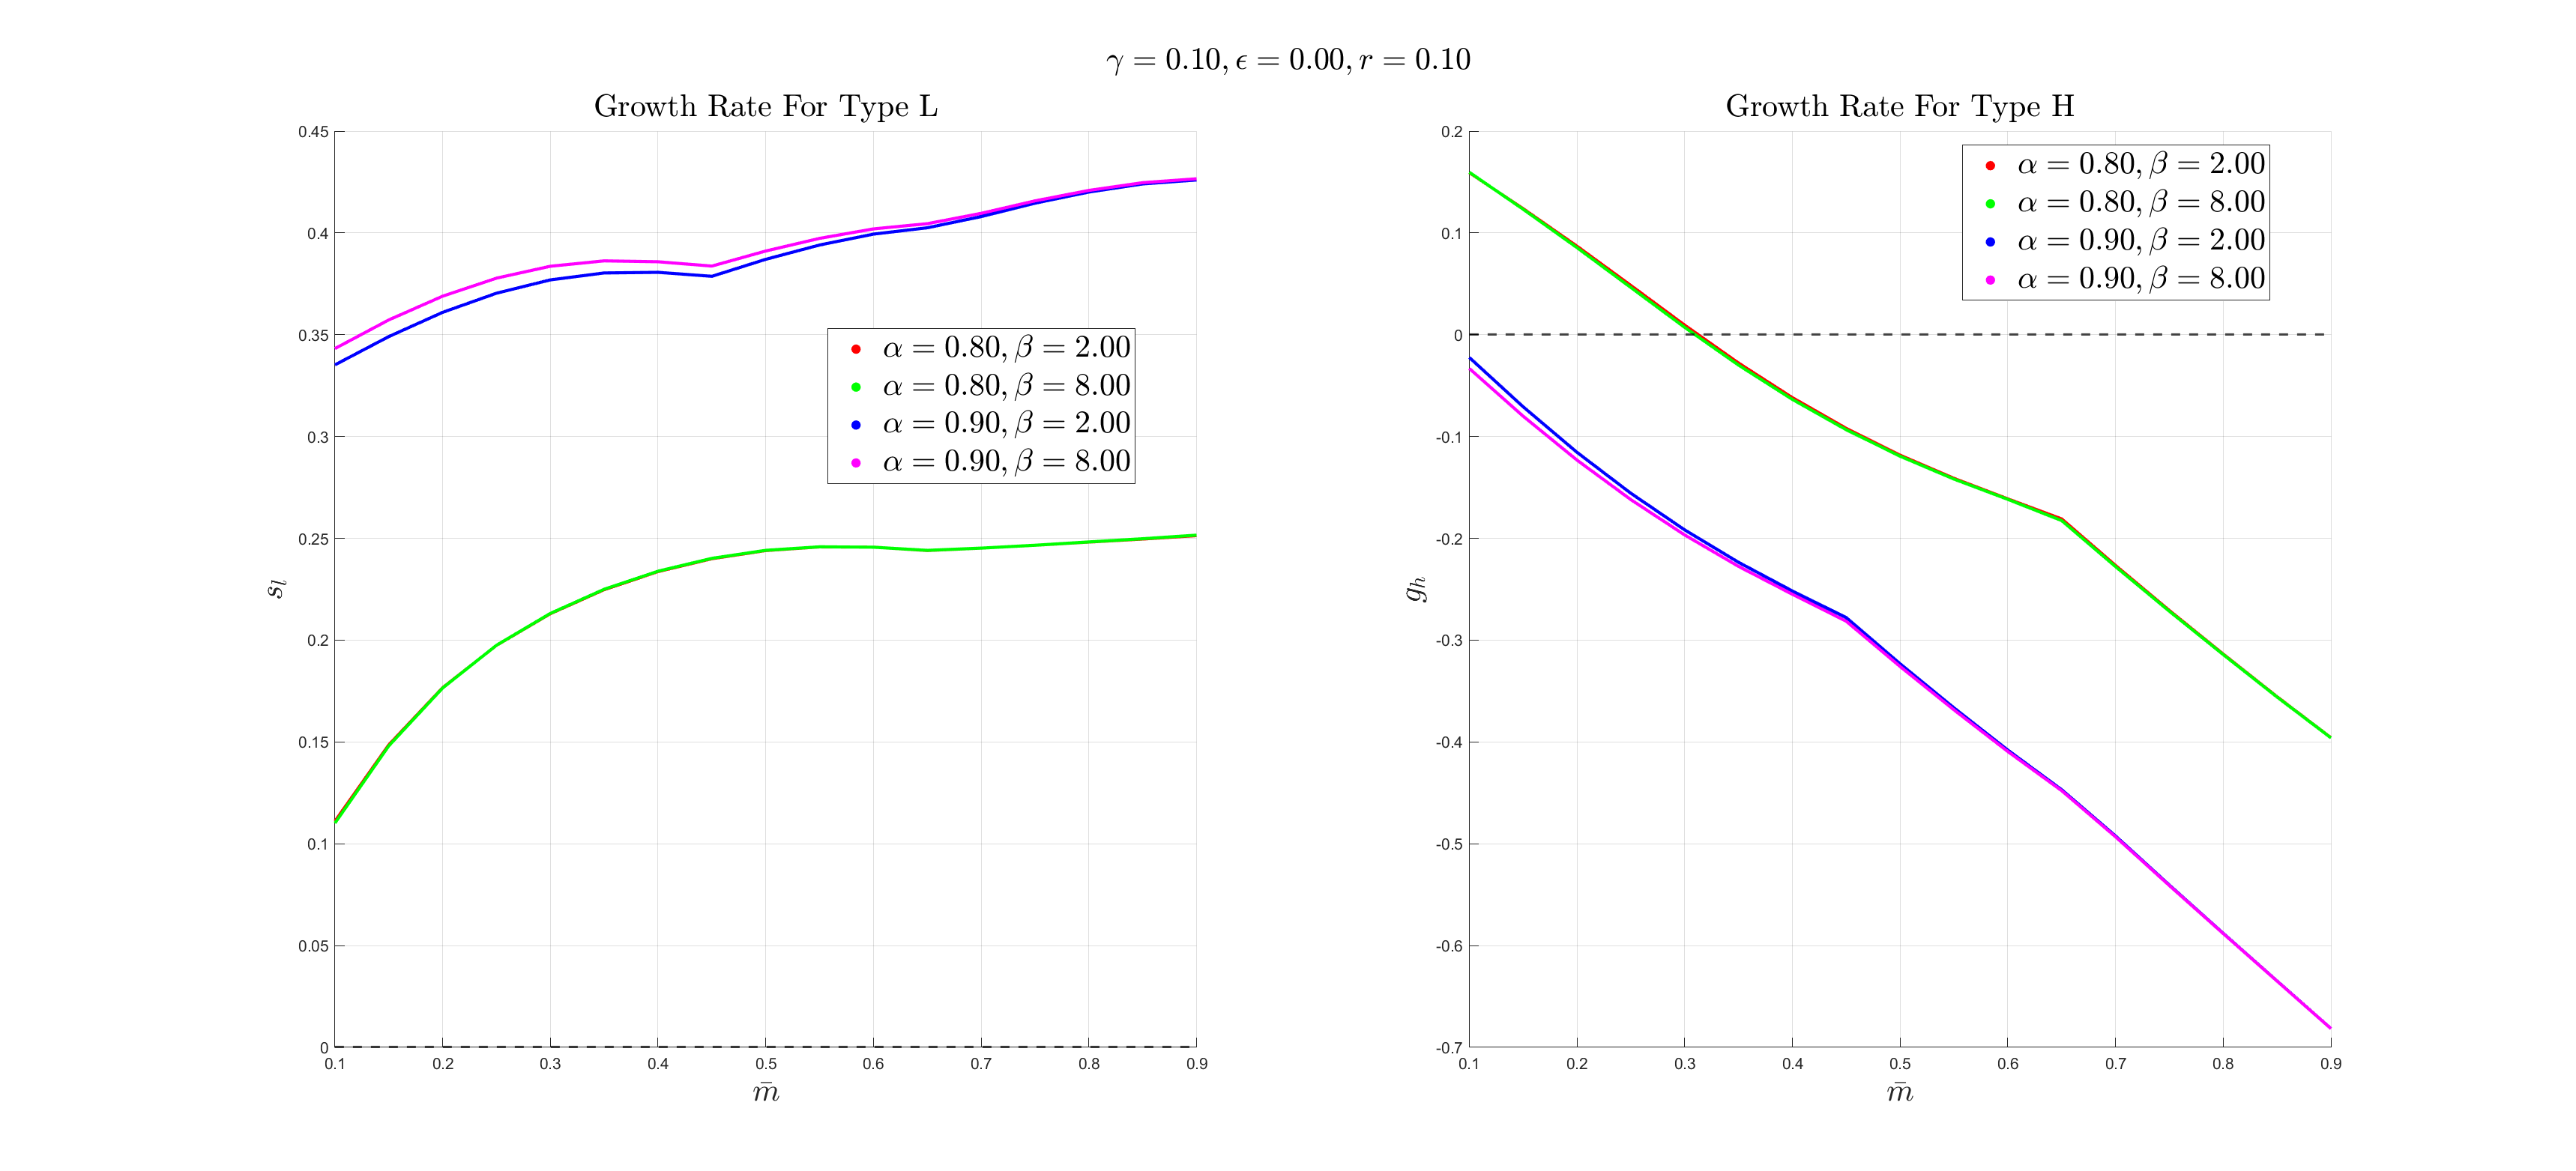 γ = 0.10, ϵ = 0.00, r = 0.10
Growth Rate For Type L
0.45
0.4
0.35
0.3
0.25
0.2
0.15
0.1
0.05
0
s_l
α = 0.80, β = 2.00
α = 0.80, β = 8.00
α = 0.90, β = 2.00
α = 0.90, β = 8.00
0.1 0.2 0.3 0.4 0.5 0.6 0.7 0.8 0.9
m̄
Growth Rate For Type H
0.2
0.1
0
-0.1
-0.2
-0.3
-0.4
-0.5
-0.6
-0.7
g_h
α = 0.80, β = 2.00
α = 0.80, β = 8.00
α = 0.90, β = 2.00
α = 0.90, β = 8.00
0.1 0.2 0.3 0.4 0.5 0.6 0.7 0.8 0.9
m̄